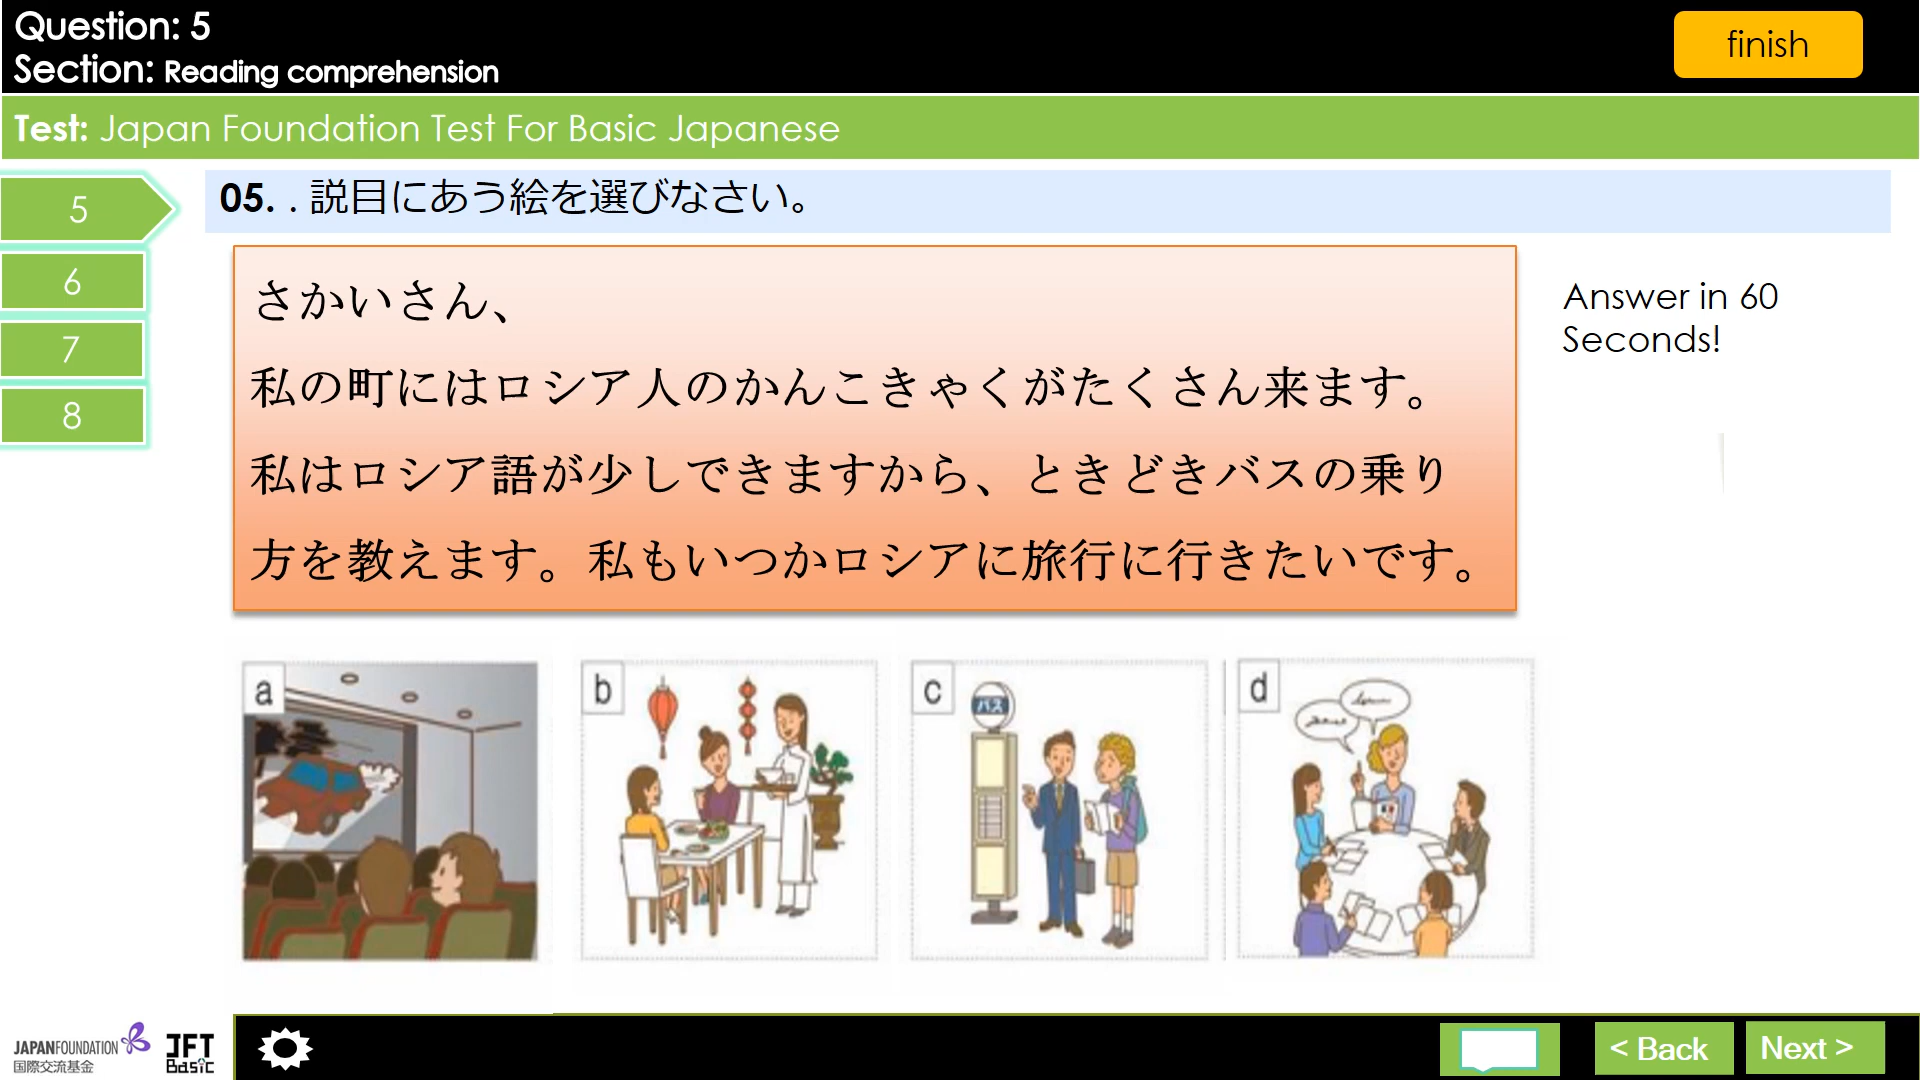 Question: 5
Section: Reading comprehension
finish
Test: Japan Foundation Test For Basic Japanese
5
6
7
8
05. . 説目にあう絵を選びなさい。
さかいさん、
私の町にはロシア人のかんこきゃくがたくさん来ます。
私はロシア語が少しできますから、ときどきバスの乗り
方を教えます。私もいつかロシアに旅行に行きたいです。
Answer in 60
Seconds!
a
b
c
バス
d
JAPANFOUNDATION
国際交流基金
JFT
Basic
< Back
Next >